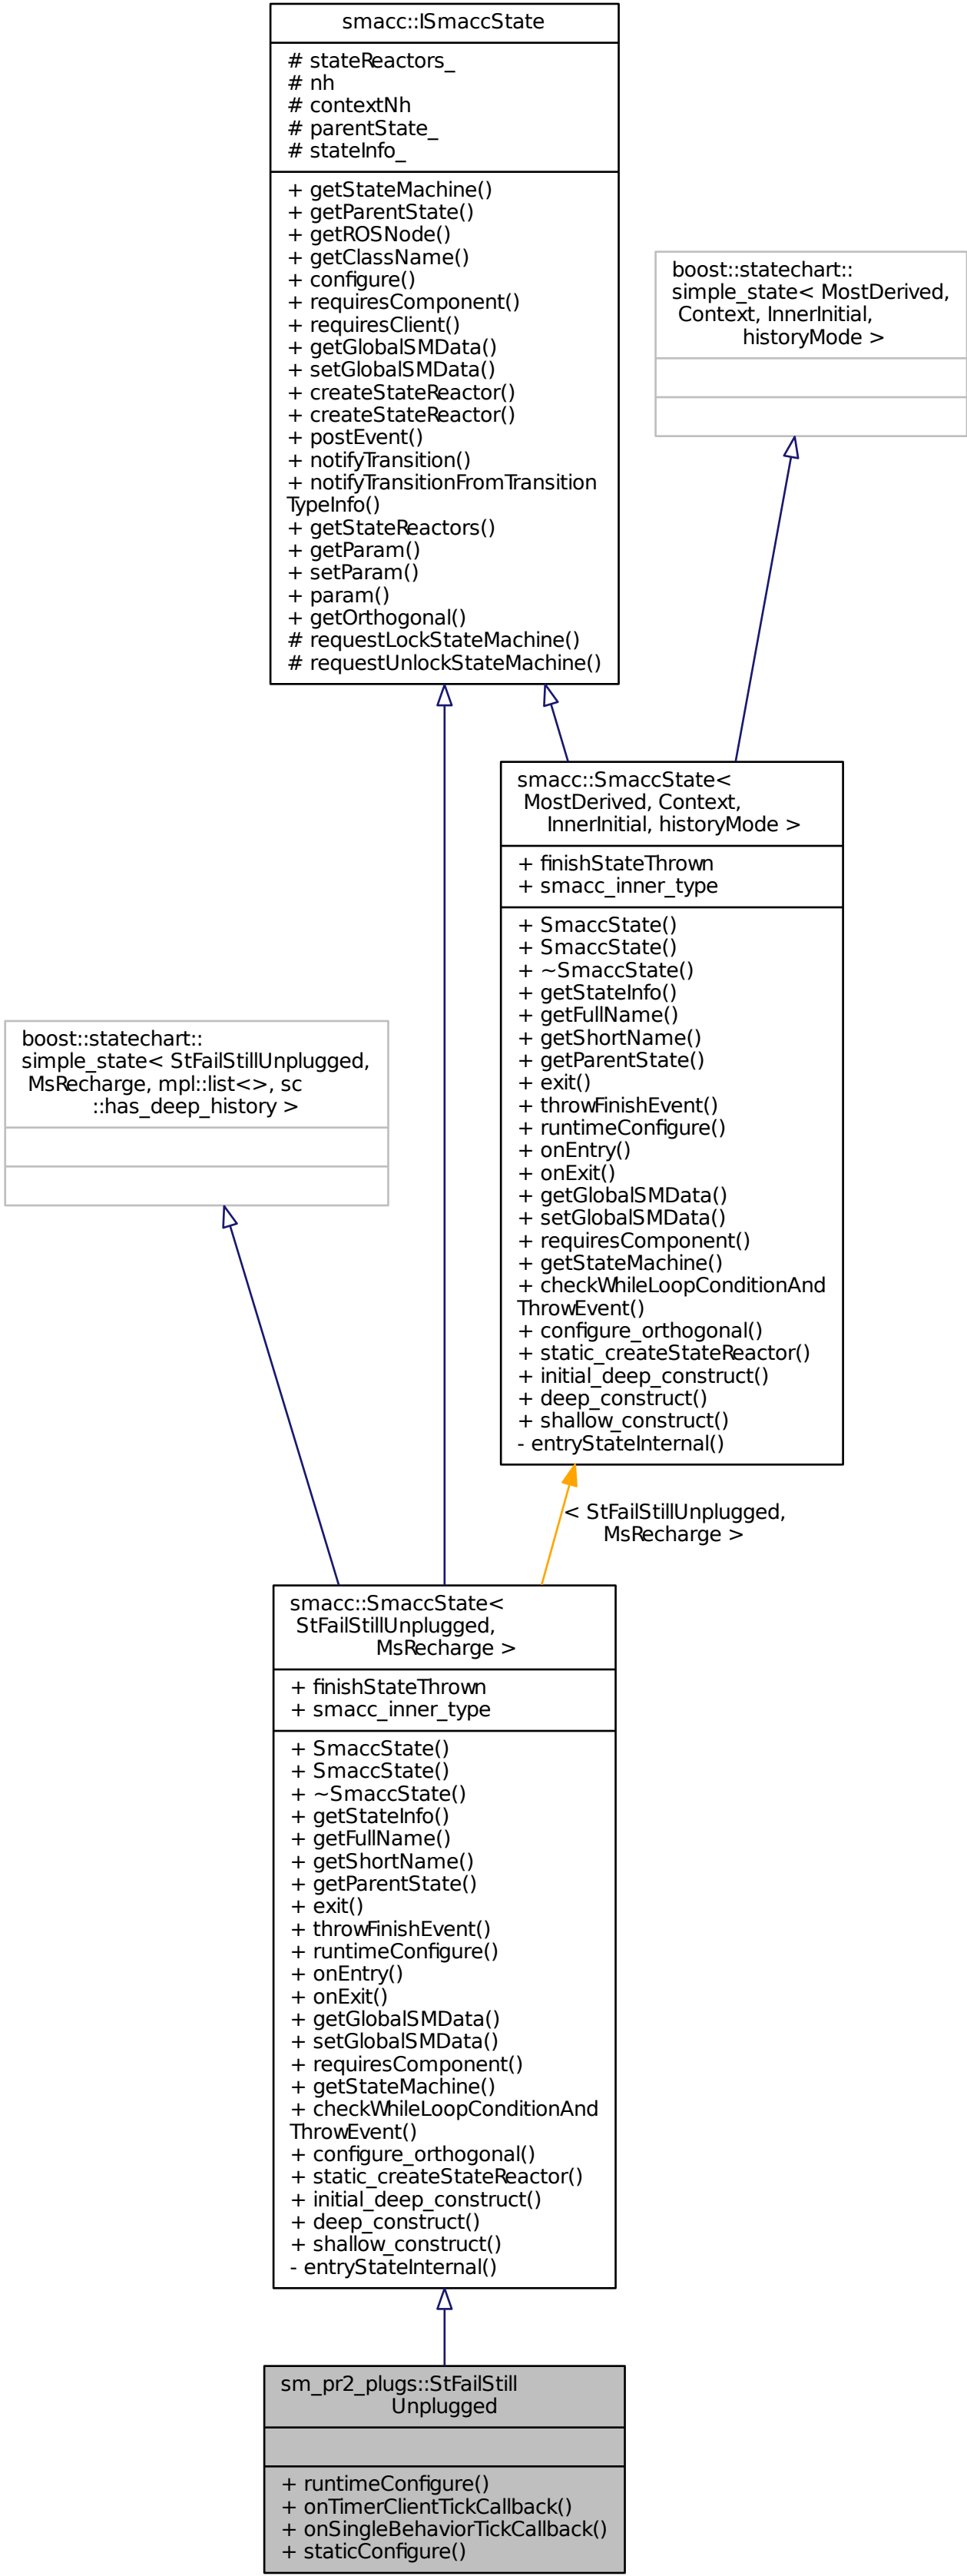 smacc::ISmaccState
# stateReactors_
# nh
# contextNh
# parentState_
# stateInfo_
+ getStateMachine()
+ getParentState()
+ getROSNode()
+ getClassName()
+ configure()
+ requiresComponent()
+ requiresClient()
+ getGlobalSMData()
+ setGlobalSMData()
+ createStateReactor()
+ createStateReactor()
+ postEvent()
+ notifyTransition()
+ notifyTransitionFromTransition
TypeInfo()
+ getStateReactors()
+ getParam()
+ setParam()
+ param()
+ getOrthogonal()
# requestLockStateMachine()
# requestUnlockStateMachine()
boost::statechart::
simple_state< MostDerived,
Context, InnerInitial,
historyMode >
smacc::SmaccState<
MostDerived, Context,
InnerInitial, historyMode >
+ finishStateThrown
+ smacc_inner_type
+ SmaccState()
+ SmaccState()
+ ~SmaccState()
+ getStateInfo()
+ getFullName()
+ getShortName()
+ getParentState()
+ exit()
+ throwFinishEvent()
+ runtimeConfigure()
+ onEntry()
+ onExit()
+ getGlobalSMData()
+ setGlobalSMData()
+ requiresComponent()
+ getStateMachine()
+ checkWhileLoopConditionAnd
ThrowEvent()
+ configure_orthogonal()
+ static_createStateReactor()
+ initial_deep_construct()
+ deep_construct()
+ shallow_construct()
- entryStateInternal()
boost::statechart::
simple_state< StFailStillUnplugged,
MsRecharge, mpl::list<>, sc
::has_deep_history >
< StFailStillUnplugged,
MsRecharge >
smacc::SmaccState<
StFailStillUnplugged,
MsRecharge >
+ finishStateThrown
+ smacc_inner_type
+ SmaccState()
+ SmaccState()
+ ~SmaccState()
+ getStateInfo()
+ getFullName()
+ getShortName()
+ getParentState()
+ exit()
+ throwFinishEvent()
+ runtimeConfigure()
+ onEntry()
+ onExit()
+ getGlobalSMData()
+ setGlobalSMData()
+ requiresComponent()
+ getStateMachine()
+ checkWhileLoopConditionAnd
ThrowEvent()
+ configure_orthogonal()
+ static_createStateReactor()
+ initial_deep_construct()
+ deep_construct()
+ shallow_construct()
- entryStateInternal()
sm_pr2_plugs::StFailStill
Unplugged
+ runtimeConfigure()
+ onTimerClientTickCallback()
+ onSingleBehaviorTickCallback()
+ staticConfigure()